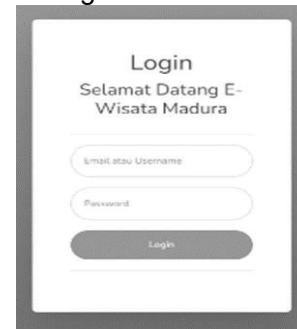 Login
Selamat Datang E-
Wisata Madura
Email atau Username
Password
Login